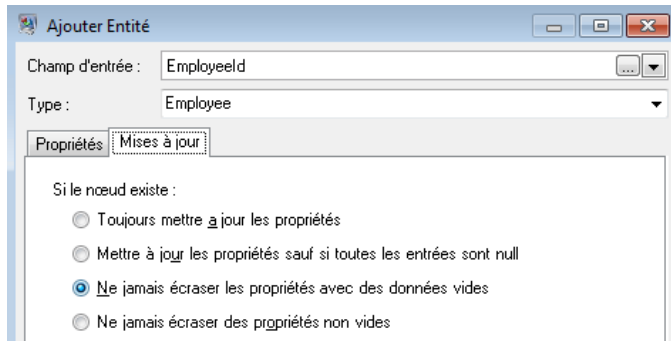 Ajouter Entité
Champ d'entrée : EmployeeId ...
Type : Employee
Propriétés Mises à jour
Si le nœud existe :
Toujours mettre a jour les propriétés
Mettre à jour les propriétés sauf si toutes les entrées sont null
Ne jamais écraser les propriétés avec des données vides
Ne jamais écraser des propriétés non vides